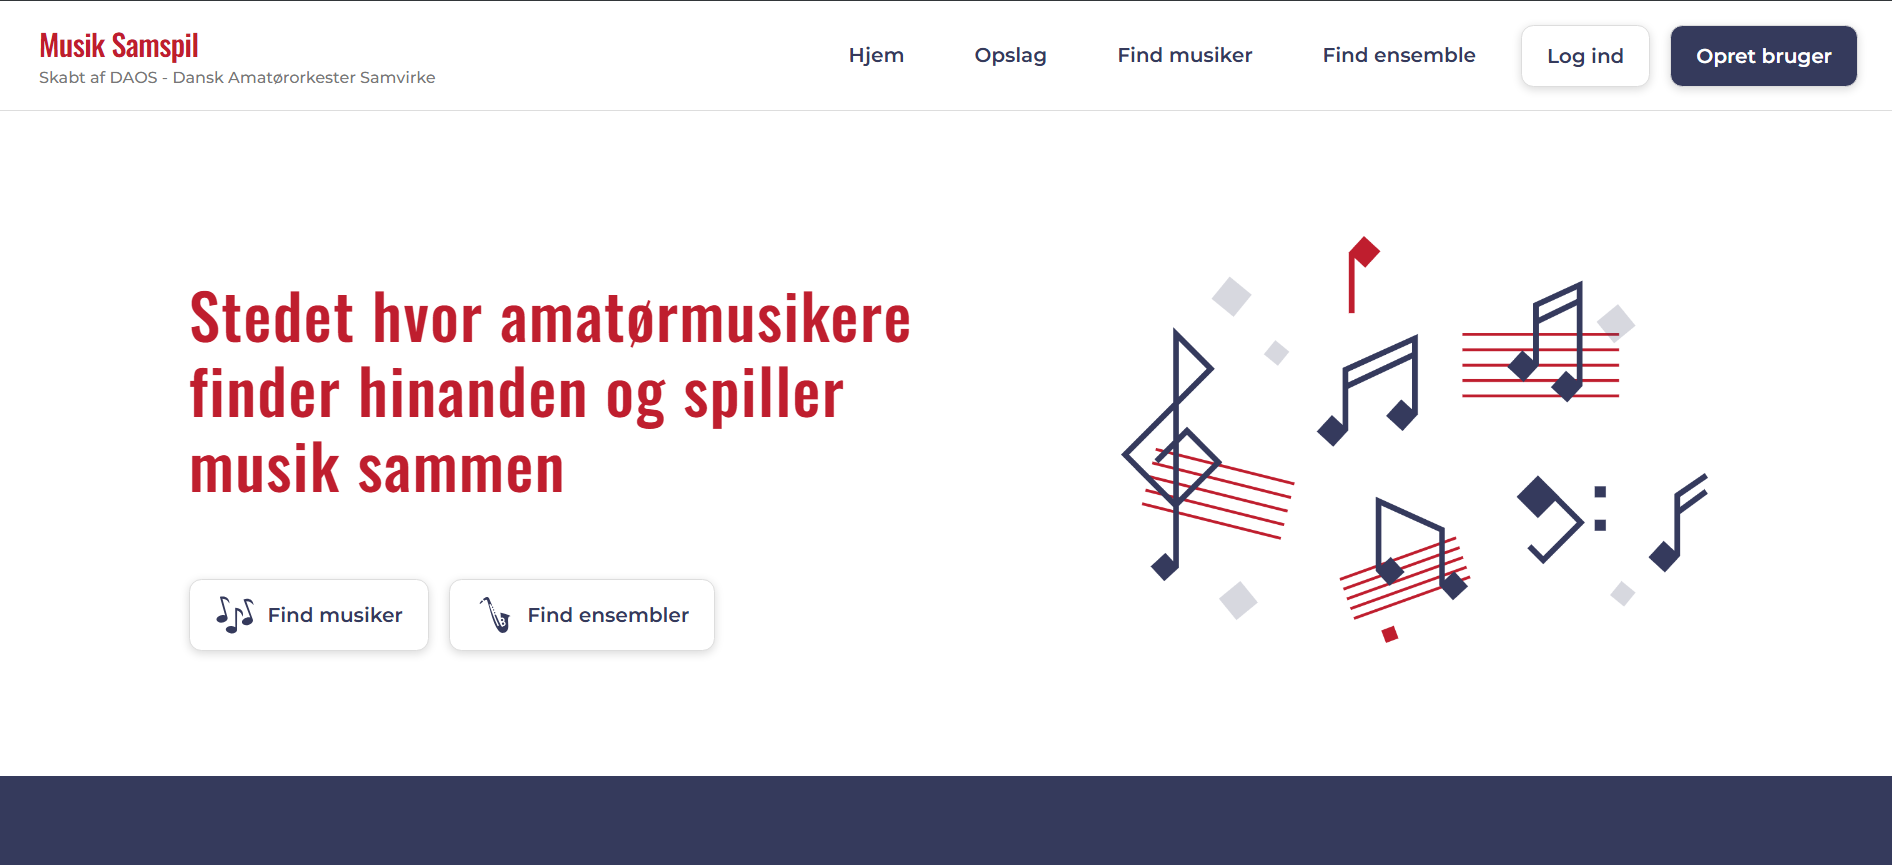 Musik Samspil
Skabt af DAOS - Dansk Amatørorkester Samvirke
Hjem
Opslag
Find musiker
Find ensemble
Log ind
Opret bruger
Stedet hvor amatørmusikere
finder hinanden og spiller
musik sammen
Find musiker
Find ensembler